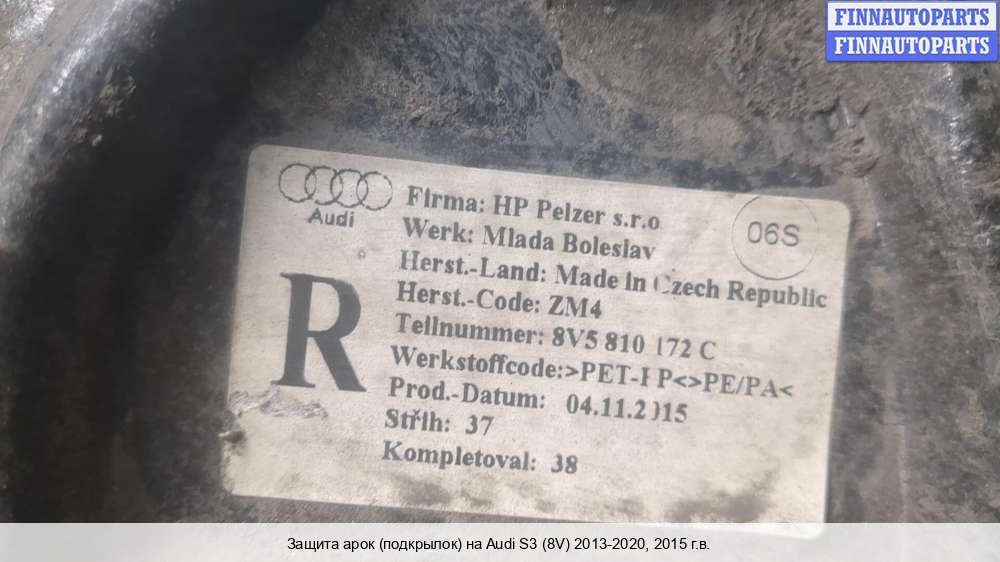 FINNAUTOPARTS
FINNAUTOPARTS
Audi
Firma: HP Pelzer s.r.o
06S
Werk: Mlada Boleslav
Herst.-Land: Made in Czech Republic
Herst.-Code: ZM4
R
Teilnummer: 8V5 810 172 C
Werkstoffcode:>PET-PP<>PE/PA<
Prod.-Datum: 04.11.2015
Střih: 37
Kompletoval: 38
Защита арок (подкрылок) на Audi S3 (8V) 2013-2020, 2015 г.в.